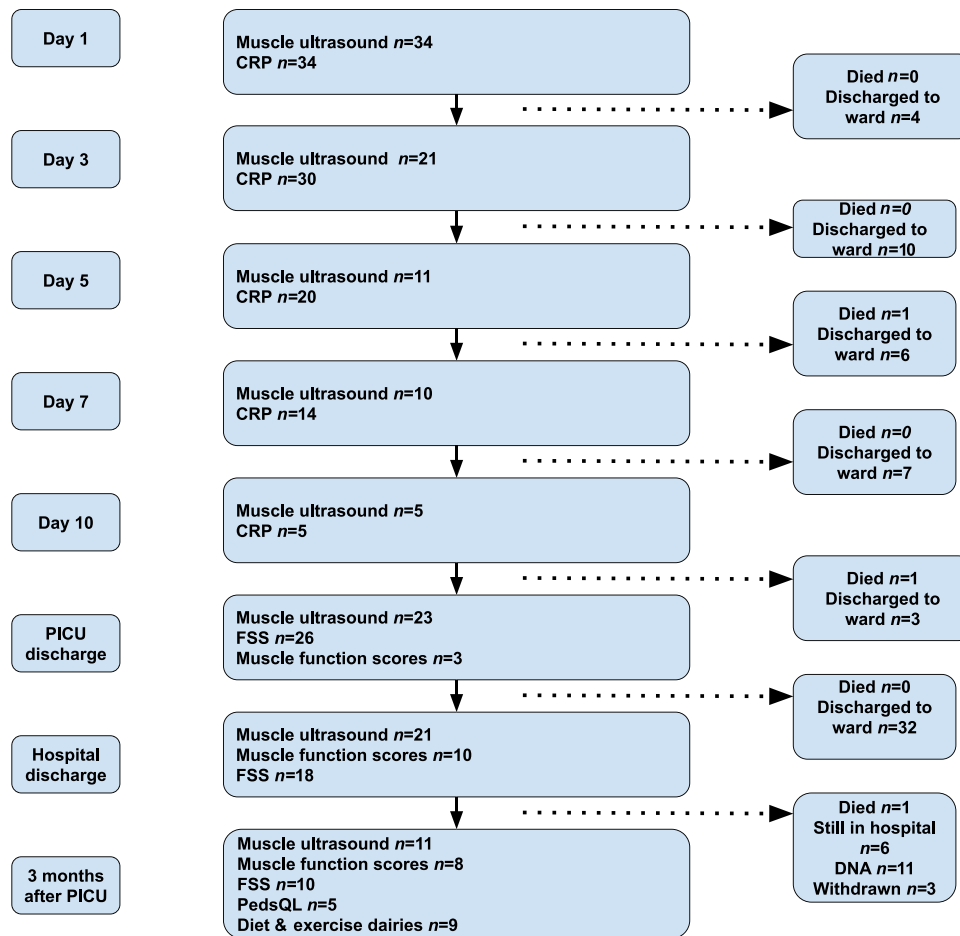 Day 1
Muscle ultrasound n=34
CRP n=34
Died n=0
Discharged to
ward n=4
Day 3
Muscle ultrasound n=21
CRP n=30
Died n=0
Discharged to
ward n=10
Day 5
Muscle ultrasound n=11
CRP n=20
Died n=1
Discharged to
ward n=6
Day 7
Muscle ultrasound n=10
CRP n=14
Died n=0
Discharged to
ward n=7
Day 10
Muscle ultrasound n=5
CRP n=5
Died n=1
Discharged to
ward n=3
PICU
discharge
Muscle ultrasound n=23
FSS n=26
Muscle function scores n=3
Died n=0
Discharged to
ward n=32
Hospital
discharge
Muscle ultrasound n=21
Muscle function scores n=10
FSS n=18
Died n=1
Still in hospital
n=6
DNA n=11
Withdrawn n=3
3 months
after PICU
Muscle ultrasound n=11
Muscle function scores n=8
FSS n=10
PedsQL n=5
Diet & exercise dairies n=9